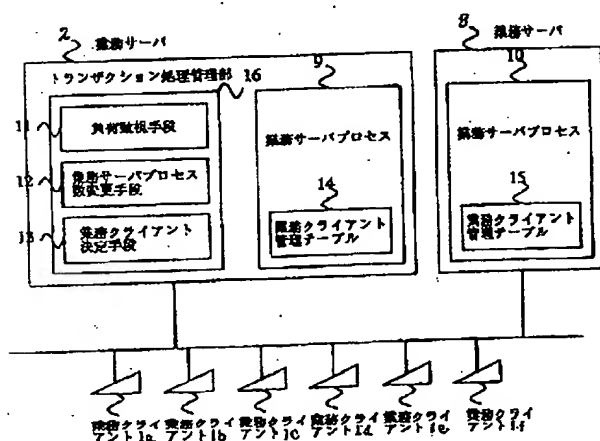 2
業務サーバ
8
業務サーバ
トランザクション処理管理部
16
9
10
11
負荷監視手段
業務サーバプロセス
業務サーバプロセス
12
業務サーバプロセス
数変更手段
14
15
13
業務クライアント
決定手段
業務クライアント
管理テーブル
業務クライアント
管理テーブル
業務クライ
アント1a
業務クライ
アント1b
業務クライ
アント1c
業務クライ
アント1d
業務クライ
アント1e
業務クライ
アント1f